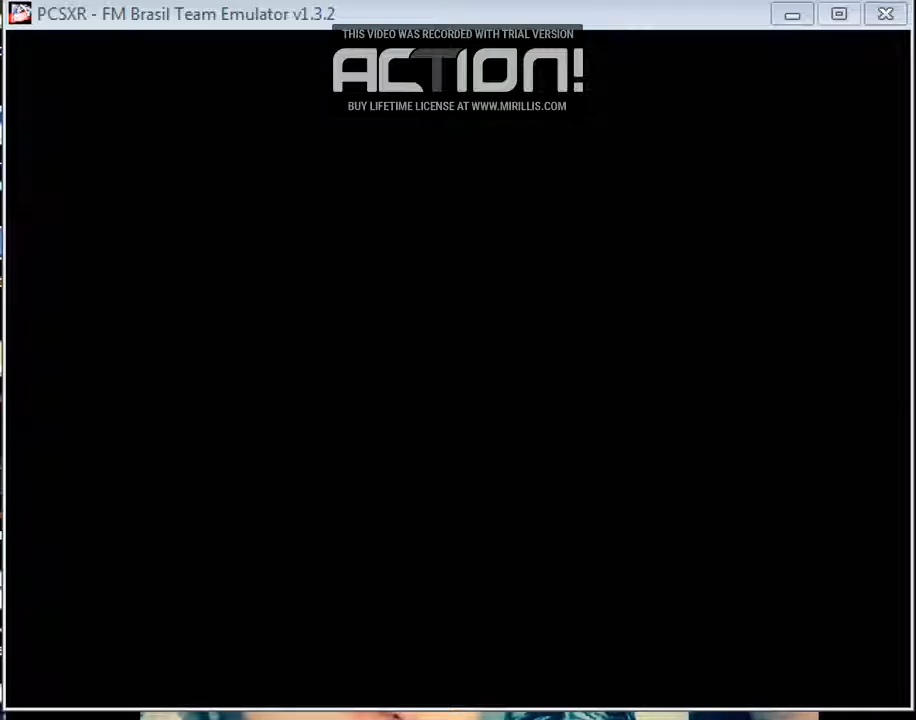 PCSXR - FM Brasil Team Emulator v1.3.2
THIS VIDEO WAS RECORDED WITH TRIAL VERSION
ACTION!
BUY LIFETIME LICENSE AT WWW.MIRILLIS.COM